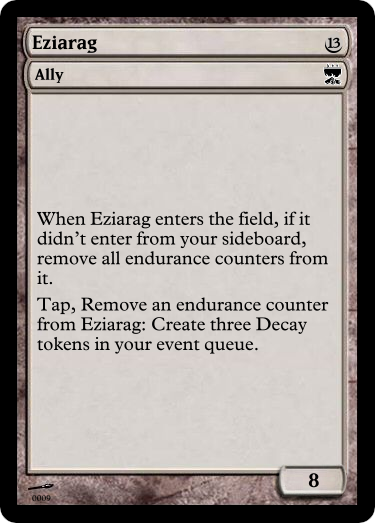 Eziarag
13
Ally
When Eziarag enters the field, if it
didn't enter from your sideboard,
remove all endurance counters from
it.
Tap, Remove an endurance counter
from Eziarag: Create three Decay
tokens in your event queue.
8
0009